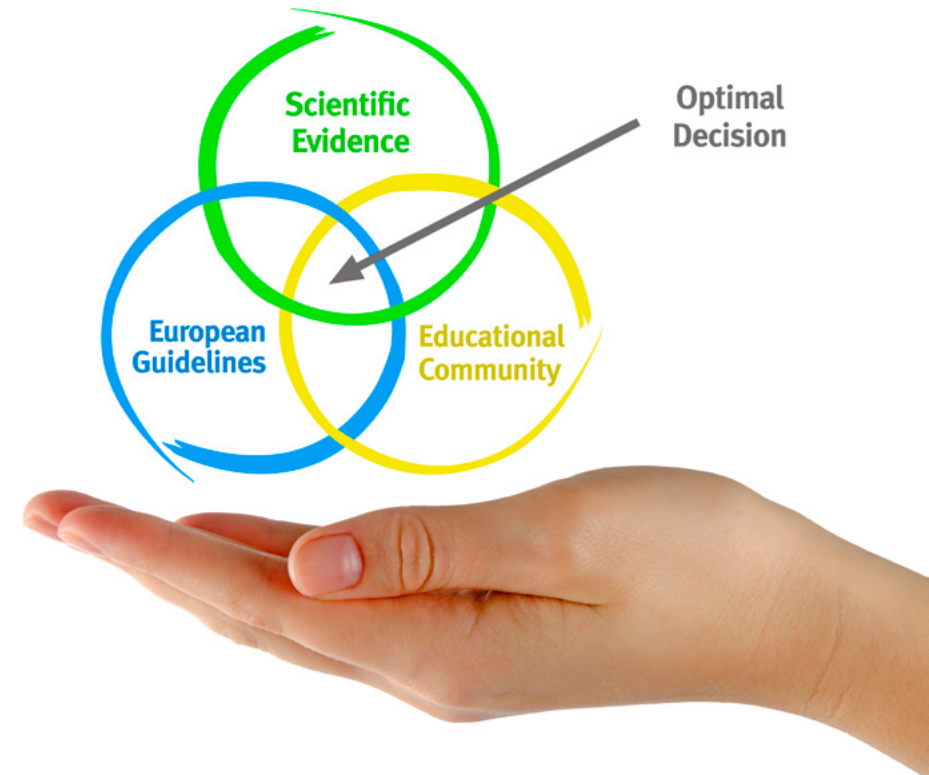 Scientific
Evidence
Optimal
Decision
European
Guidelines
Educational
Community